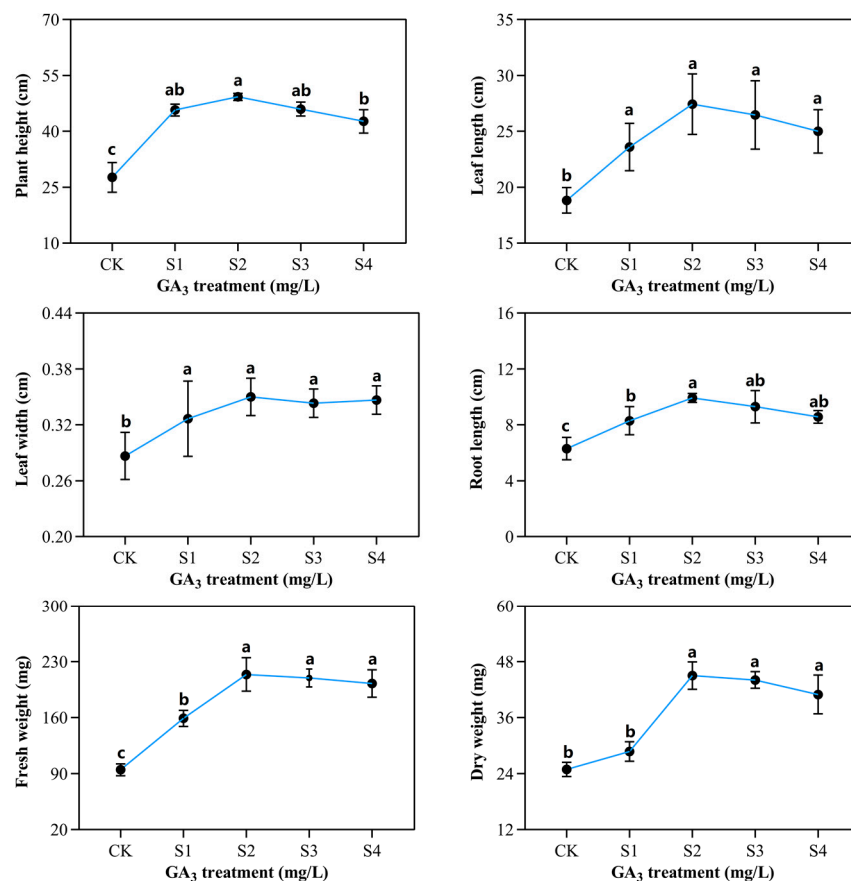 Plant height (cm)
70
55
40
25
10
c
ab
a
ab
b
CK S1 S2 S3 S4
GA3 treatment (mg/L)
Leaf length (cm)
35
30
25
20
15
b
a
a
a
a
CK S1 S2 S3 S4
GA3 treatment (mg/L)
Leaf width (cm)
0.44
0.38
0.32
0.26
0.20
b
a
a
a
a
CK S1 S2 S3 S4
GA3 treatment (mg/L)
Root length (cm)
16
12
8
4
0
c
b
a
ab
ab
CK S1 S2 S3 S4
GA3 treatment (mg/L)
Fresh weight (mg)
300
230
160
90
20
c
b
a
a
a
CK S1 S2 S3 S4
GA3 treatment (mg/L)
Dry weight (mg)
60
48
36
24
12
b
b
a
a
a
CK S1 S2 S3 S4
GA3 treatment (mg/L)